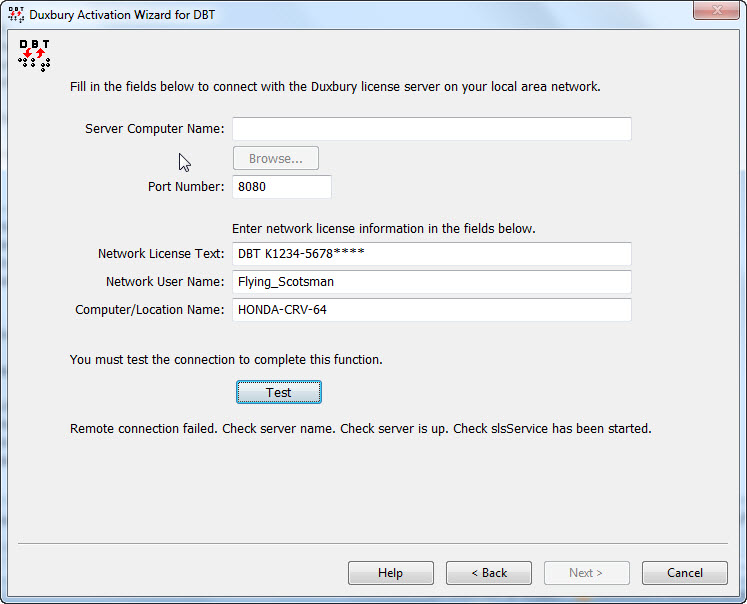 Duxbury Activation Wizard for DBT
DBT
Fill in the fields below to connect with the Duxbury license server on your local area network.
Server Computer Name:
Browse...
Port Number: 8080
Enter network license information in the fields below.
Network License Text: DBT K1234-5678****
Network User Name: Flying_Scotsman
Computer/Location Name: HONDA-CRV-64
You must test the connection to complete this function.
Test
Remote connection failed. Check server name. Check server is up. Check slsService has been started.
Help < Back Next > Cancel